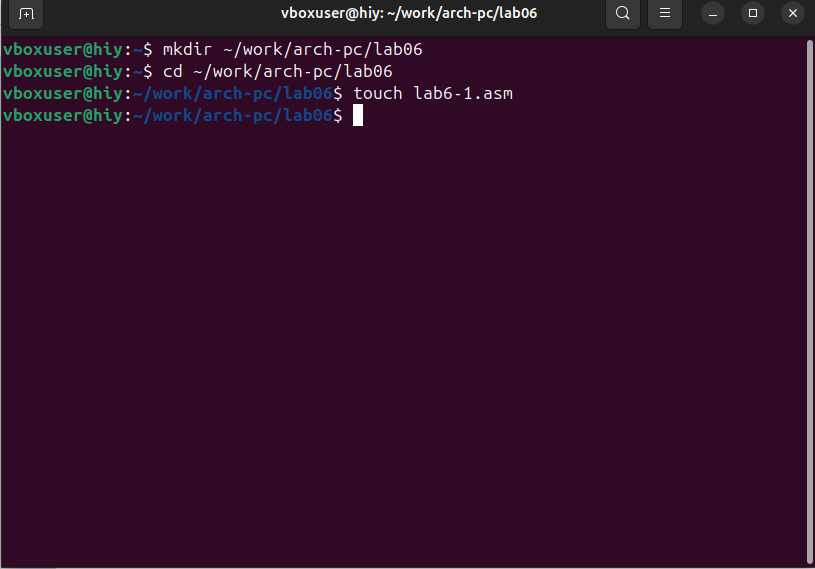 vboxuser@hiy: ~/work/arch-pc/lab06
vboxuser@hiy:~$ mkdir ~/work/arch-pc/lab06
vboxuser@hiy:~$ cd ~/work/arch-pc/lab06
vboxuser@hiy:~/work/arch-pc/lab06$ touch lab6-1.asm
vboxuser@hiy:~/work/arch-pc/lab06$